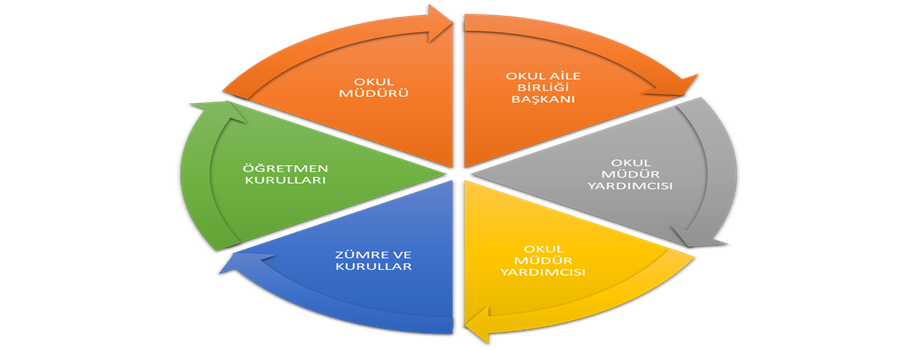 OKUL
MÜDÜRÜ
OKUL AİLE
BİRLİĞİ
BAŞKANI
OKUL
MÜDÜR
YARDIMCISI
OKUL
MÜDÜR
YARDIMCISI
ZÜMRE VE
KURULLAR
ÖĞRETMEN
KURULLARI